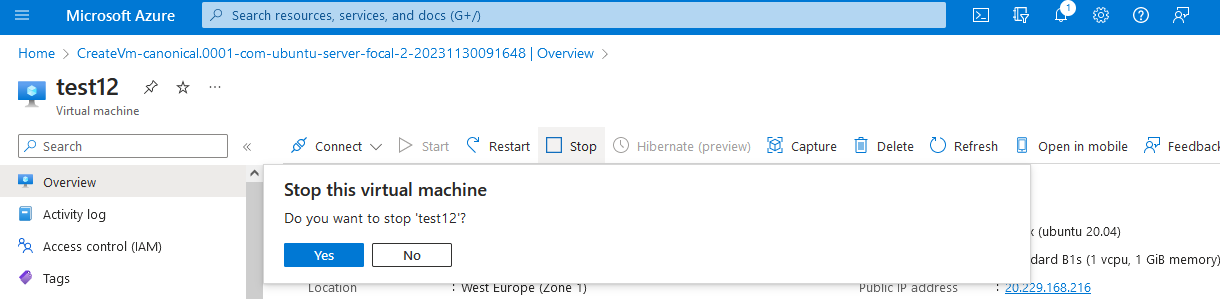 Microsoft Azure
Search resources, services, and docs (G+/)
1
Home > CreateVm-canonical.0001-com-ubuntu-server-focal-2-20231130091648 | Overview >
test12
Virtual machine
Search
Connect Start Restart Stop Hibernate (preview) Capture Delete Refresh Open in mobile Feedback
Overview
Activity log
Access control (IAM)
Tags
Stop this virtual machine
Do you want to stop 'test12'?
Yes No
(ubuntu 20.04)
B1s (1 vcpu, 1 GiB memory)
Location : West Europe (Zone 1)
Public IP address : 20.229.168.216